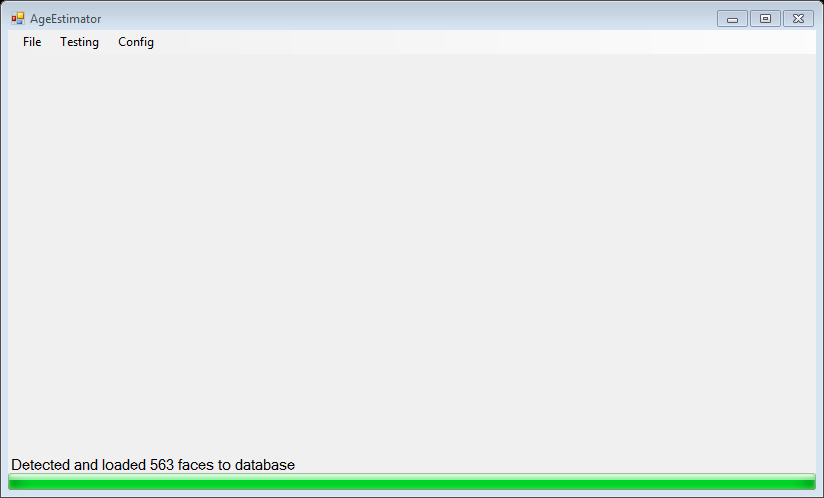 AgeEstimator
File Testing Config
Detected and loaded 563 faces to database